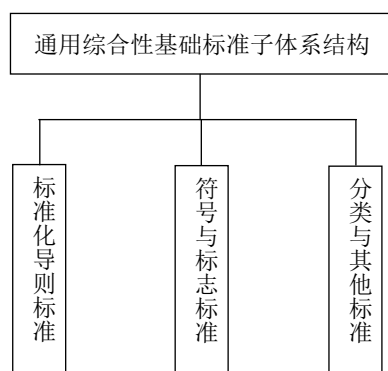 通用综合性基础标准子体系结构
标准化导则标准
符号与标志标准
分类与其他标准